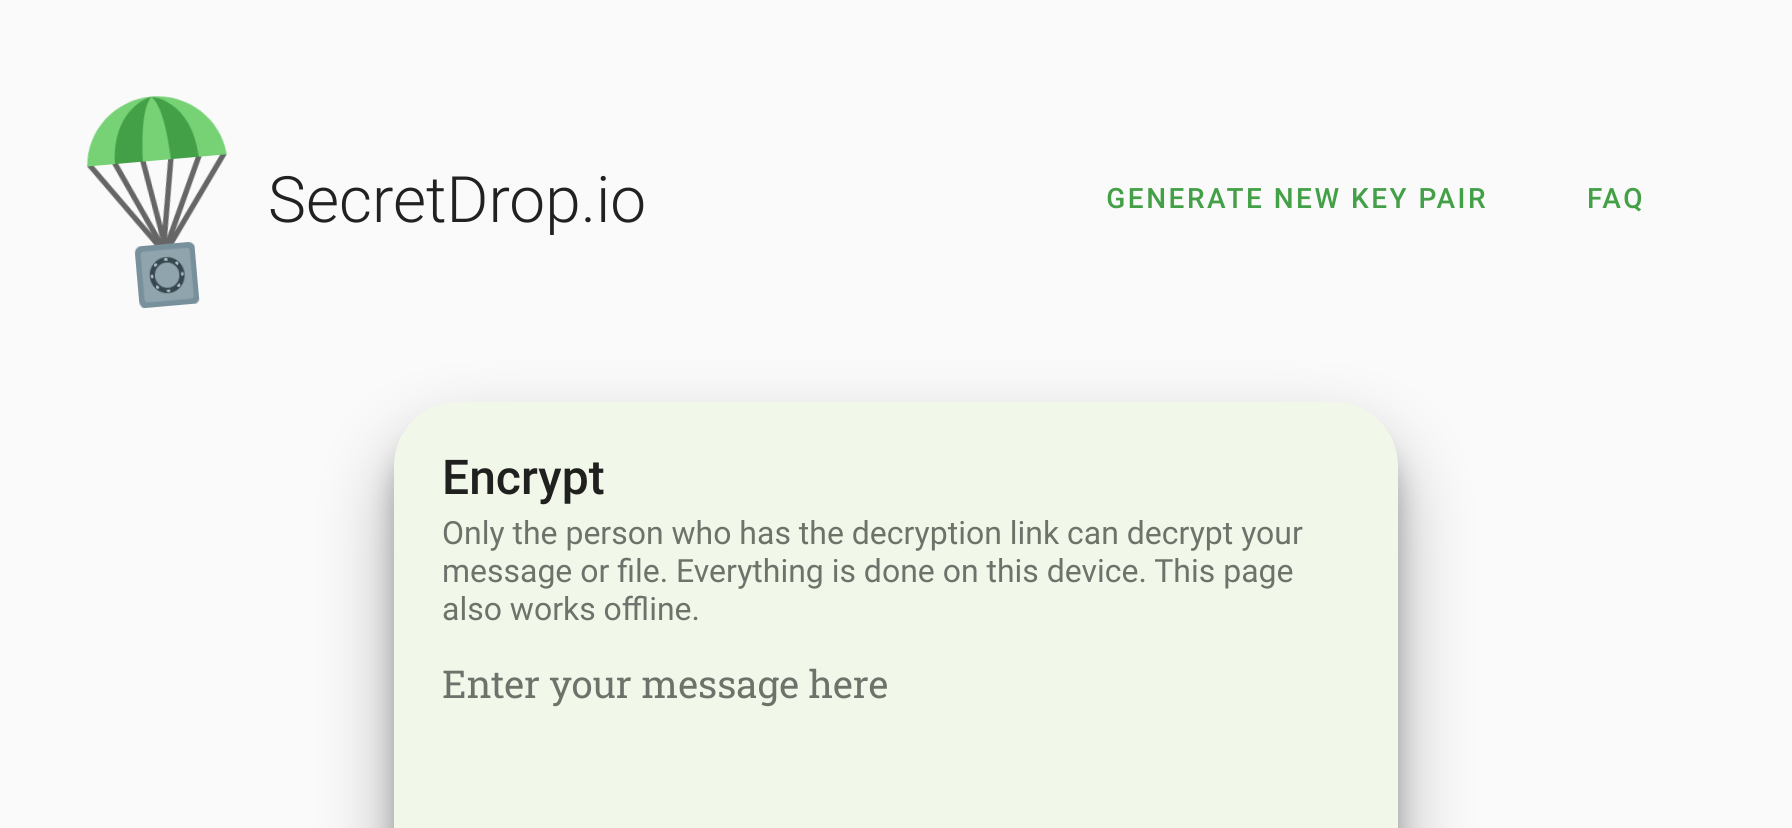 SecretDrop.io
GENERATE NEW KEY PAIR
FAQ
Encrypt
Only the person who has the decryption link can decrypt your
message or file. Everything is done on this device. This page
also works offline.
Enter your message here